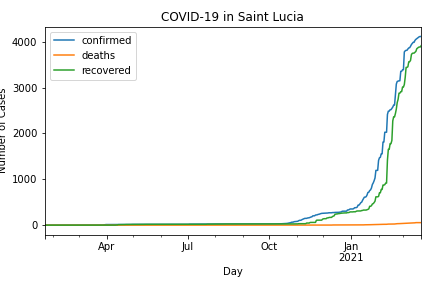 COVID-19 in Saint Lucia
confirmed
deaths
recovered
Number of Cases
4000
3000
2000
1000
0
Apr
Jul
Oct
Jan
2021
Day